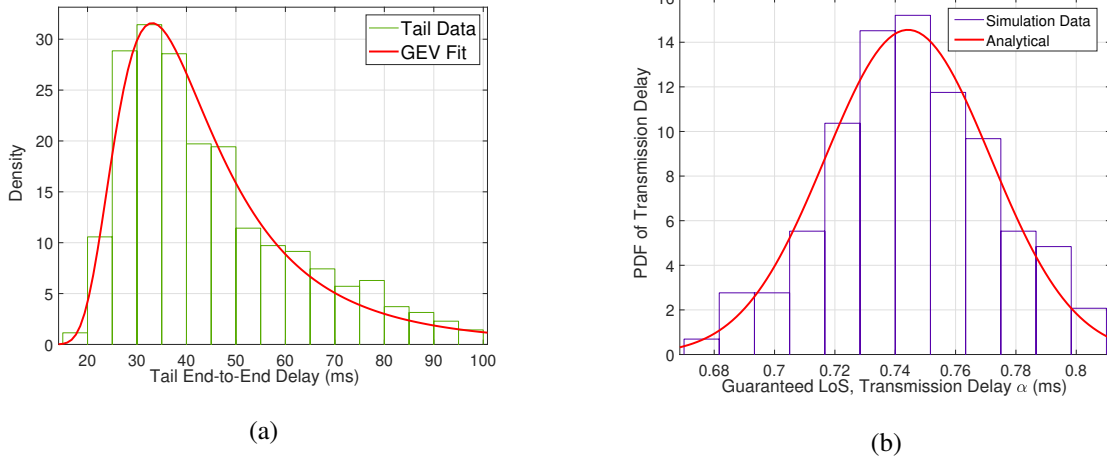 Tail Data
GEV Fit
Density
30
25
20
15
10
5
0
20 30 40 50 60 70 80 90 100
Tail End-to-End Delay (ms)
(a)
Simulation Data
Analytical
PDF of Transmission Delay
16
14
12
10
8
6
4
2
0
0.68 0.7 0.72 0.74 0.76 0.78 0.8
Guaranteed LoS, Transmission Delay α (ms)
(b)